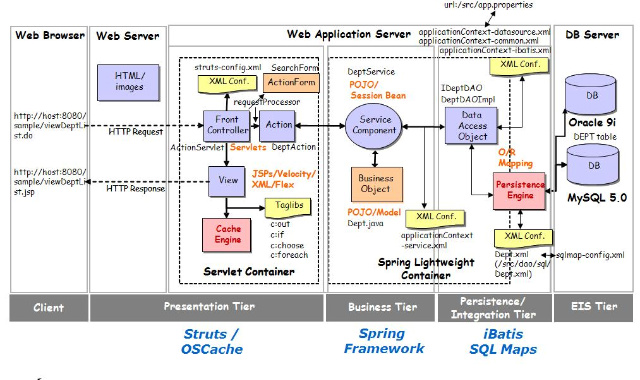 url:/src/app.properties
Web Browser
Web Server
Web Application Server
applicationContext-datasource.xml
applicationContext-common.xml
applicationContext-ibatis.xml
DB Server
HTML/
images
struts-config.xml
XML Conf.
SearchForm
ActionForm
requestProcessor
DeptService
POJO/
Session Bean
IDeptDAO
DeptDAOImpl
XML Conf.
DB
Oracle 9i
http://host:8080/
sample/viewDeptLi
st.do
HTTP Request
Front
Controller
Action
ActionServlet
Servlets
DeptAction
Service
Component
Data
Access
Object
DEPT table
DB
MySQL 5.0
O/R
Mapping
http://host:8080/
sample/viewDeptLi
st.jsp
HTTP Response
View
JSPs/Velocity/
XML/Flex
Business
Object
Persistence
Engine
Taglibs
Cache
Engine
c:out
c:if
c:choose
c:foreach
POJO/Model
Dept.java
XML Conf.
applicationContext
-service.xml
XML Conf.
Dept.xml
(/src/dao/sql/
Dept.xml)
sqlmap-config.xml
Servlet Container
Spring Lightweight
Container
Client
Presentation Tier
Business Tier
Persistence/
Integration Tier
EIS Tier
Struts /
OSCache
Spring
Framework
iBatis
SQL Maps